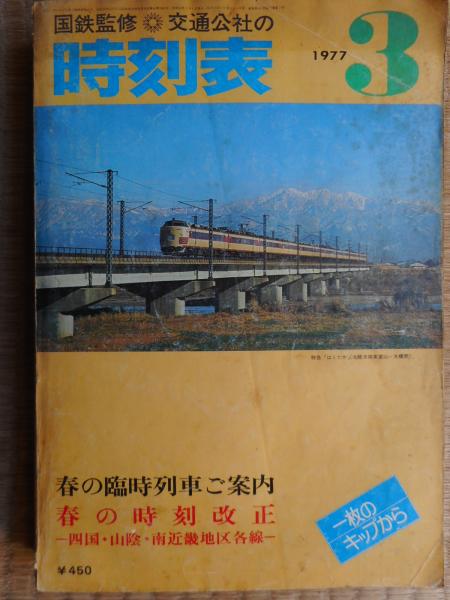 国鉄監修 交通公社の
時刻表
1977 3
春の臨時列車ご案内
春の時刻改正
─四国・山陰・南近畿地区各線─
一枚の
キップから
¥450